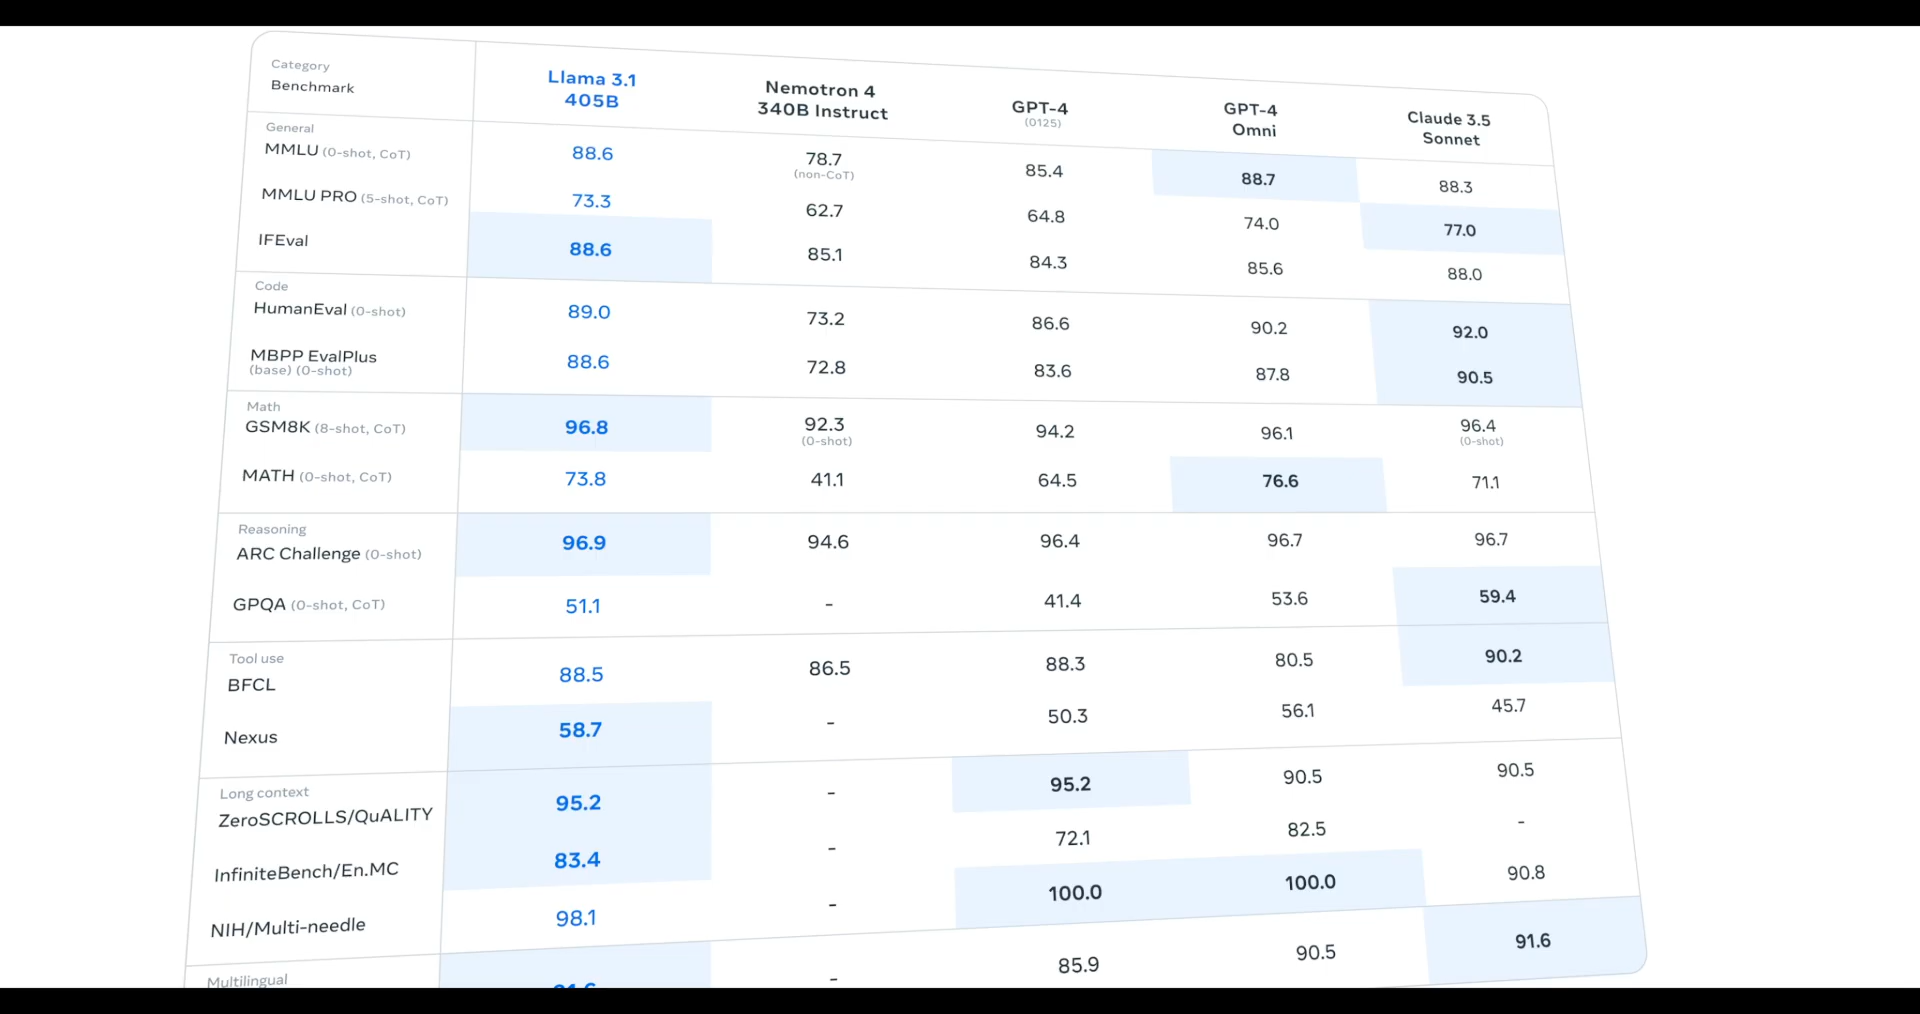 Category
Benchmark
Llama 3.1
405B
Nemotron 4
340B Instruct
GPT-4
(0125)
GPT-4
Omni
Claude 3.5
Sonnet
General
MMLU (0-shot, CoT) 88.6 78.7 85.4 88.7 88.3
(non-CoT)
MMLU PRO (5-shot, CoT) 73.3 62.7 64.8 74.0 77.0
IFEval 88.6 85.1 84.3 85.6 88.0
Code
HumanEval (0-shot) 89.0 73.2 86.6 90.2 92.0
MBPP EvalPlus 88.6 72.8 83.6 87.8 90.5
(base) (0-shot)
Math
GSM8K (8-shot, CoT) 96.8 92.3 94.2 96.1 96.4
(0-shot) (0-shot)
MATH (0-shot, CoT) 73.8 41.1 64.5 76.6 71.1
Reasoning
ARC Challenge (0-shot) 96.9 94.6 96.4 96.7 96.7
GPQA (0-shot, CoT) 51.1 - 41.4 53.6 59.4
Tool use
BFCL 88.5 86.5 88.3 80.5 90.2
Nexus 58.7 - 50.3 56.1 45.7
Long context
ZeroSCROLLS/QuALITY 95.2 - 95.2 90.5 90.5
InfiniteBench/En.MC 83.4 - 72.1 82.5 -
NIH/Multi-needle 98.1 - 100.0 100.0 90.8
Multilingual
- 85.9 90.5 91.6